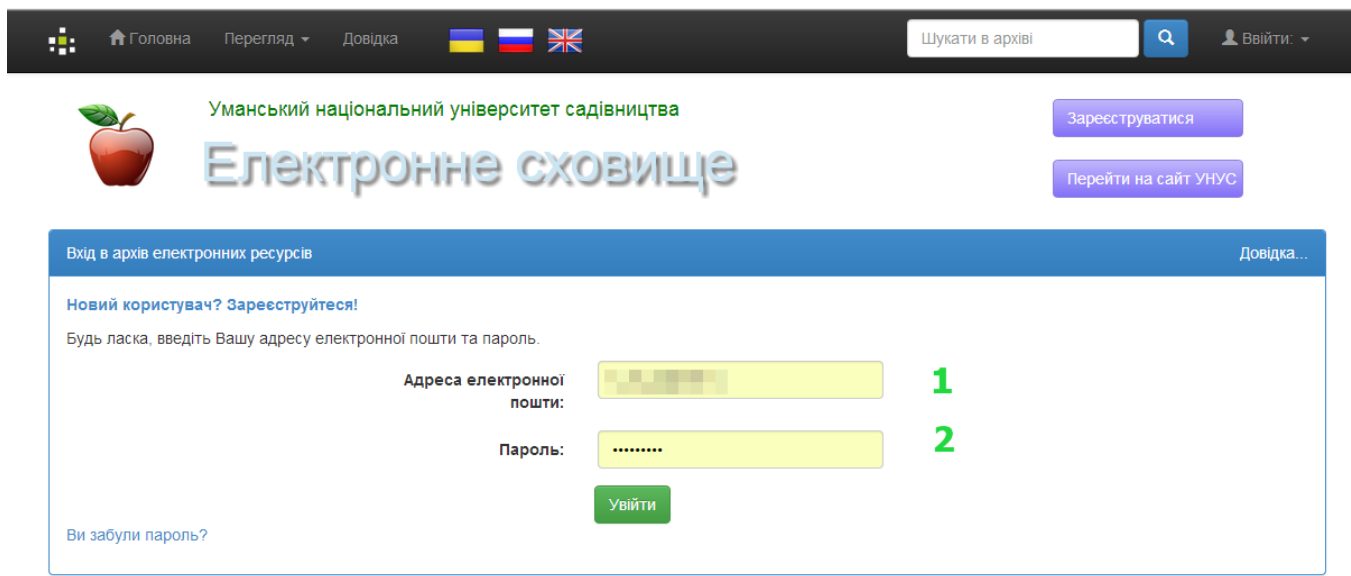 Головна Перегляд Довідка Шукати в архіві Ввійти:
Уманський національний університет садівництва
Зареєструватися
Електронне сховище
Перейти на сайт УНУС
Вхід в архів електронних ресурсів Довідка...
Новий користувач? Зареєструйтеся!
Будь ласка, введіть Вашу адресу електронної пошти та пароль.
Адреса електронної
пошти:
1
Пароль: ••••••••• 2
Увійти
Ви забули пароль?